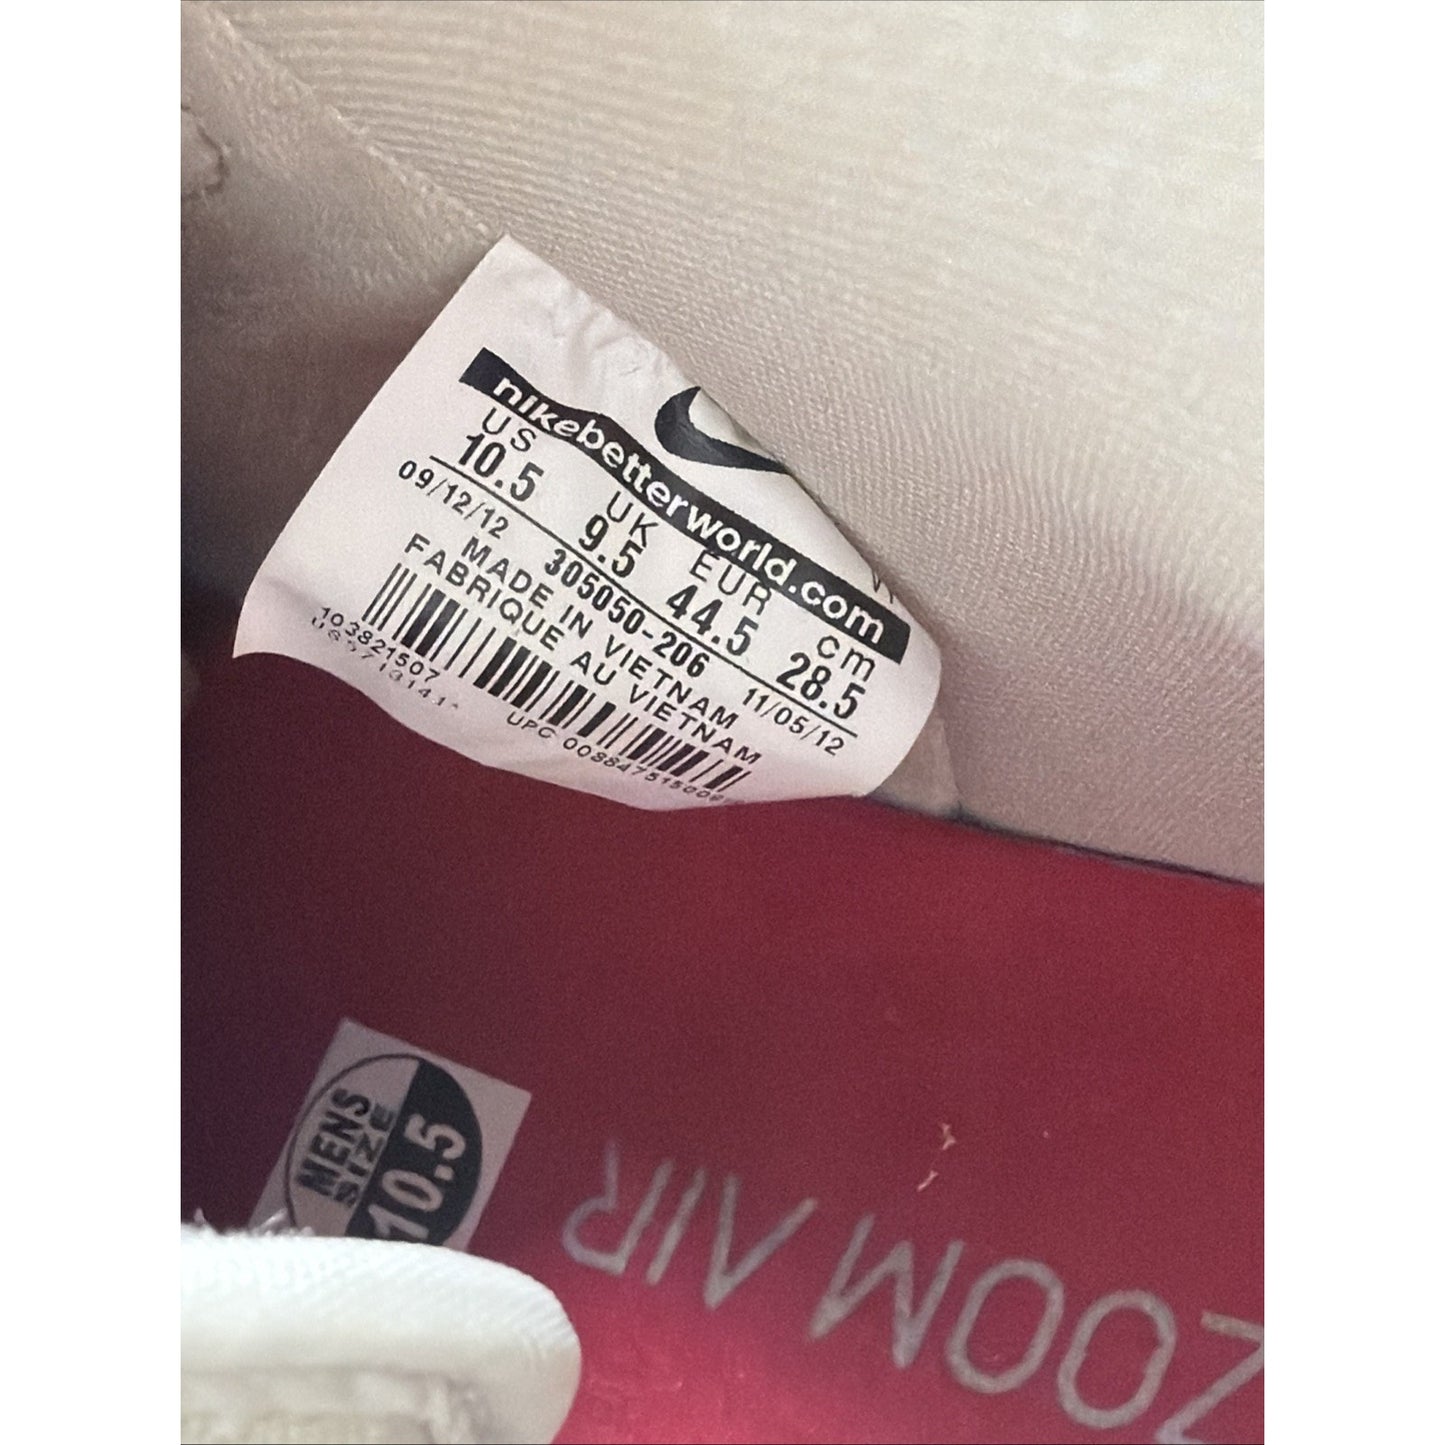 nikebetterworld.com
US UK EUR cm
10.5 9.5 44.5 28.5
09/12/12 305050-206 11/05/12
MADE IN VIETNAM
FABRIQUE AU VIETNAM
103821507
UPC
MENS
SIZE
10.5
ZOOM AIR